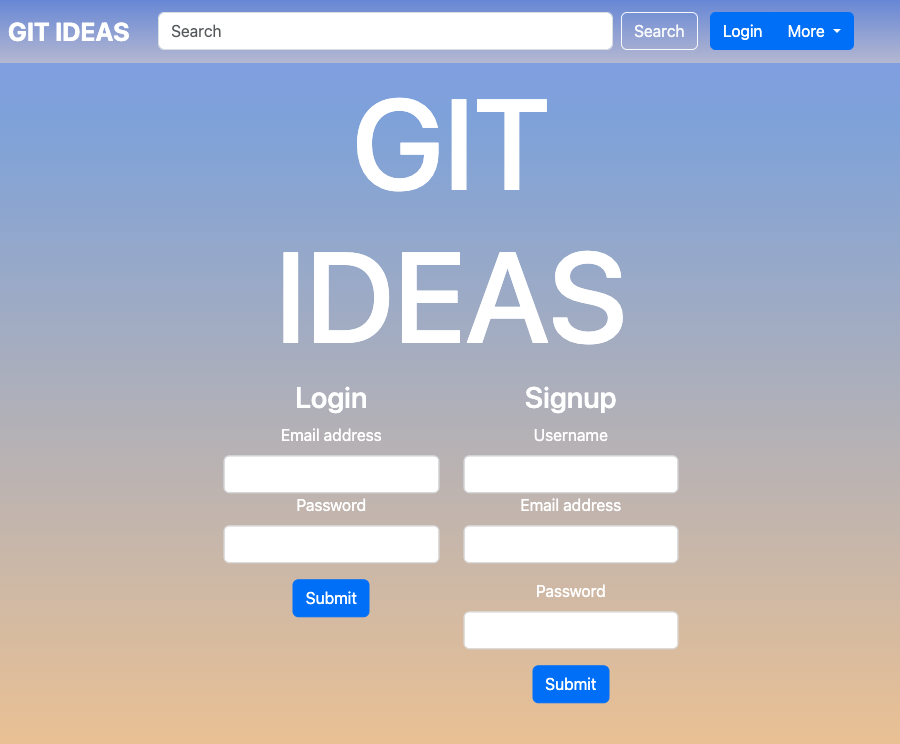 GIT IDEAS
Search
Search
Login
More
GIT
IDEAS
Login
Email address
Password
Submit
Signup
Username
Email address
Password
Submit